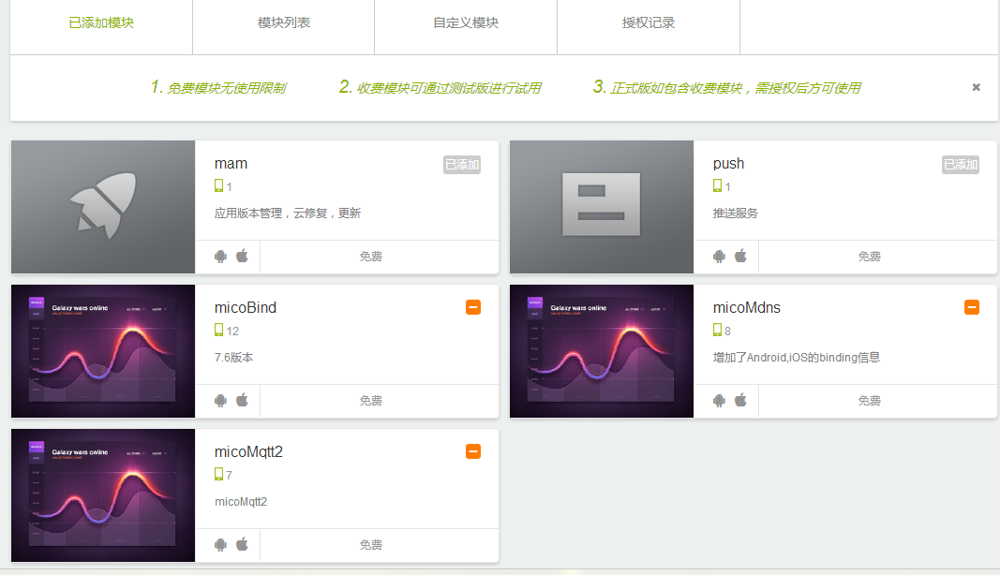 已添加模块
模块列表
自定义模块
授权记录
1. 免费模块无使用限制
2. 收费模块可通过测试版进行试用
3. 正式版如包含收费模块，需授权后方可使用
mam
已添加
1
应用版本管理，云修复，更新
免费
push
已添加
1
推送服务
免费
Galaxy wars online
micoBind
12
7.6版本
免费
Galaxy wars online
micoMdns
8
增加了Android,iOS的binding信息
免费
Galaxy wars online
micoMqtt2
7
micoMqtt2
免费